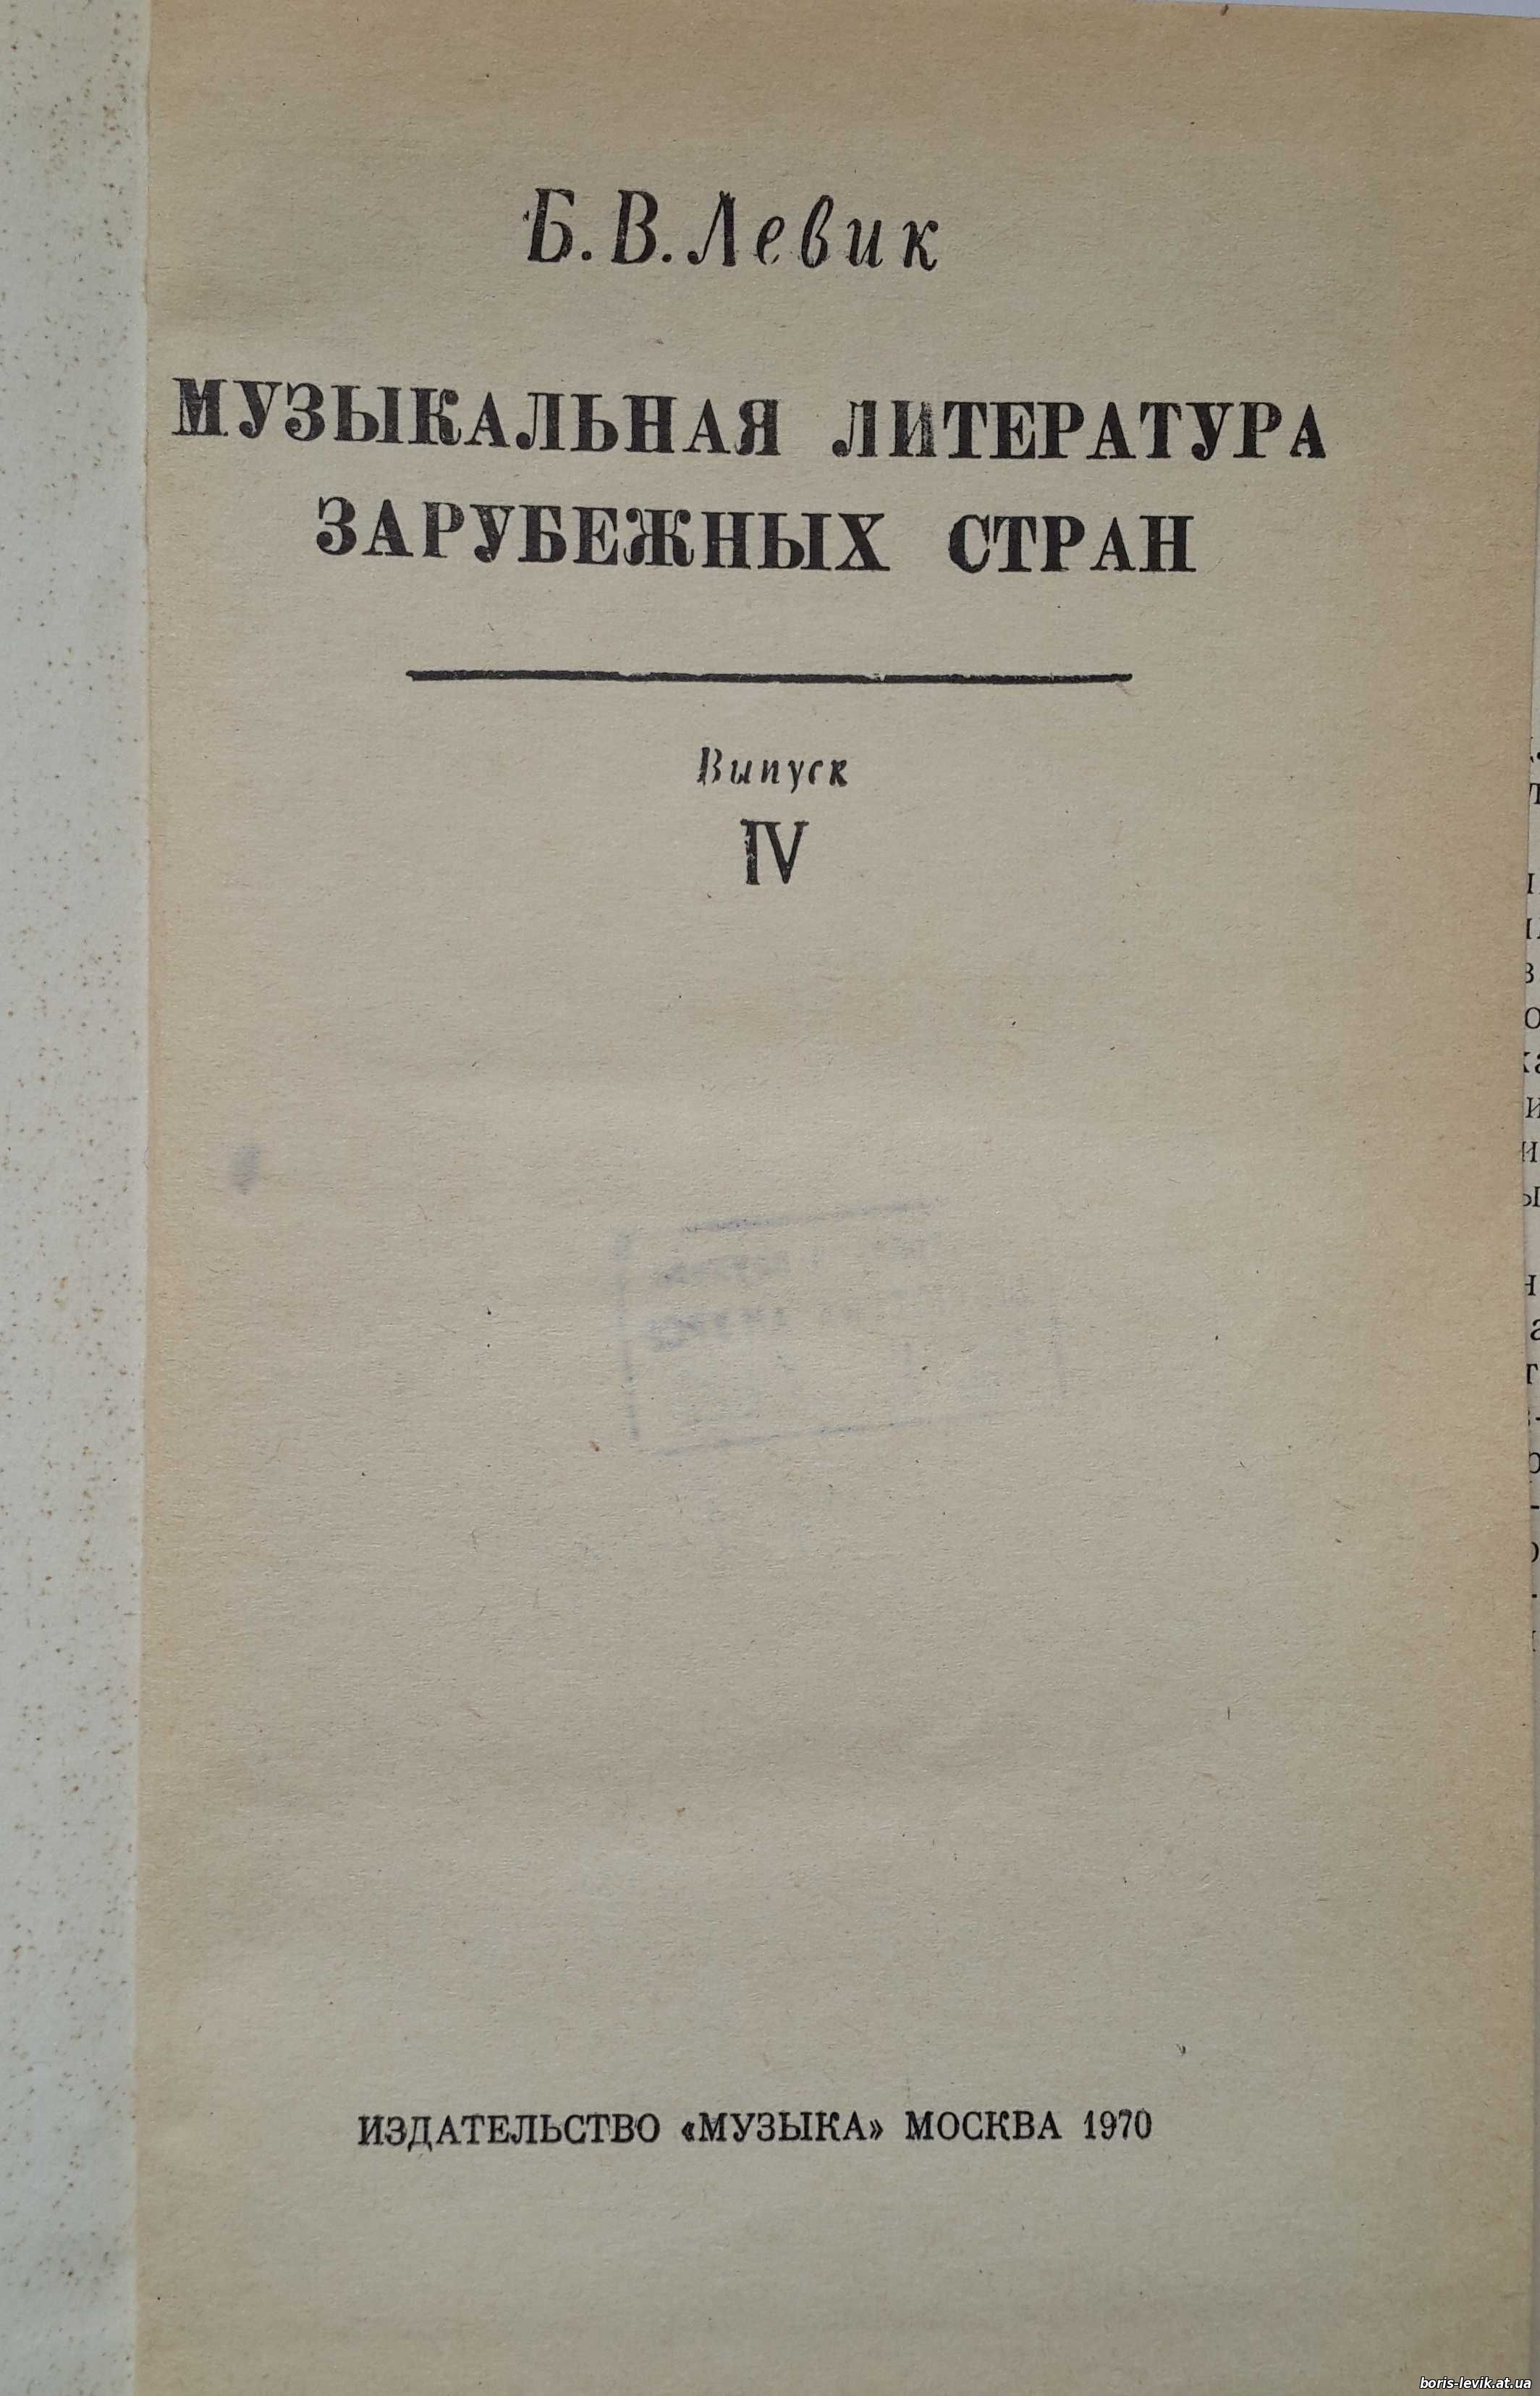 Б. В. Левик
МУЗЫКАЛЬНАЯ ЛИТЕРАТУРА
ЗАРУБЕЖНЫХ СТРАН
Выпуск
IV
ИЗДАТЕЛЬСТВО «МУЗЫКА» МОСКВА 1970
boris-levik.at.ua